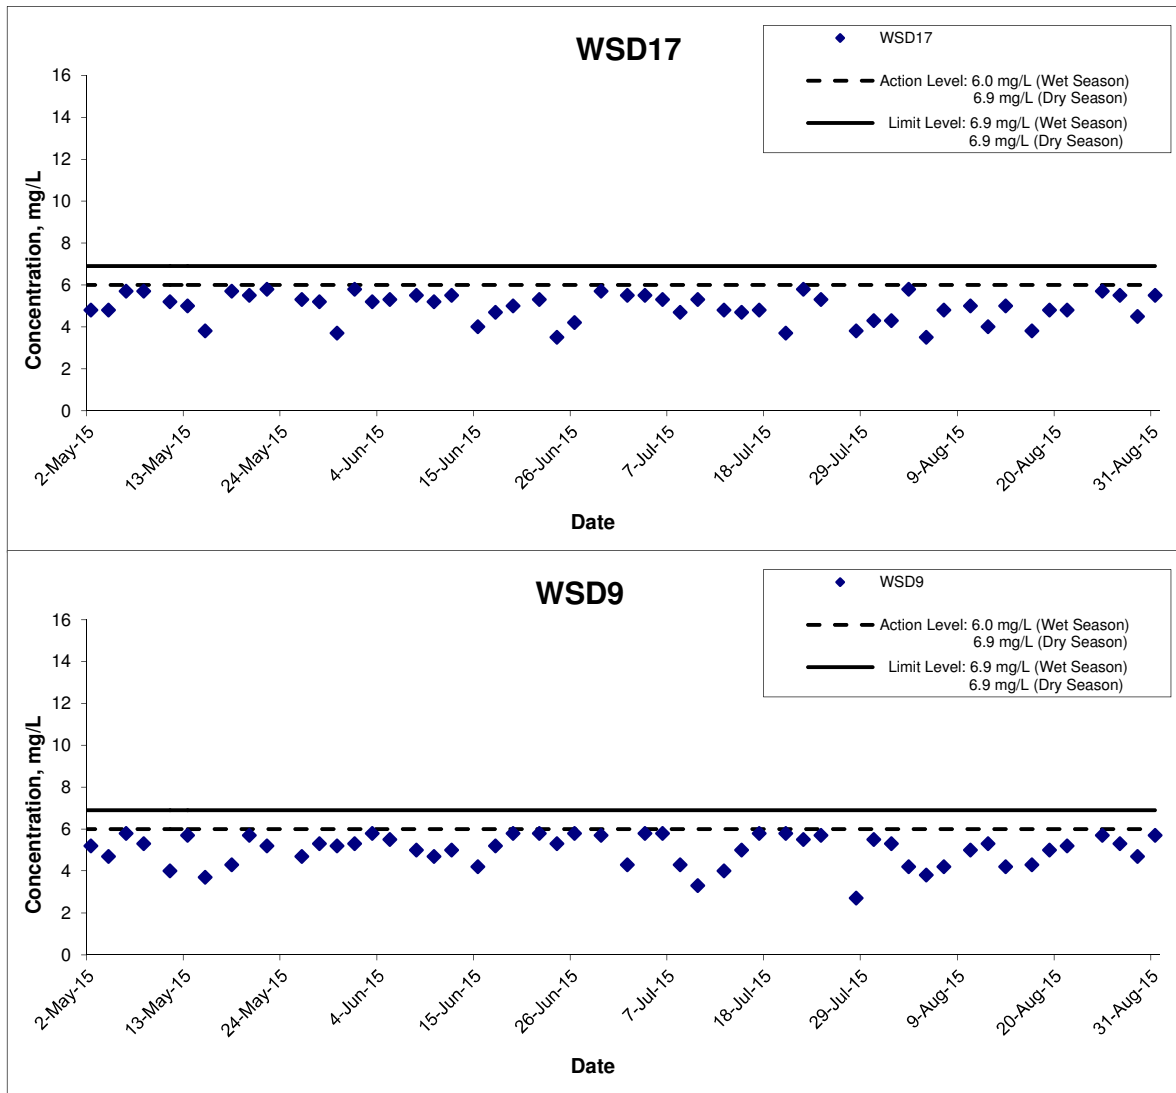 WSD17
WSD17
Action Level: 6.0 mg/L (Wet Season)
6.9 mg/L (Dry Season)
Limit Level: 6.9 mg/L (Wet Season)
6.9 mg/L (Dry Season)
Concentration, mg/L
16
14
12
10
8
6
4
2
0
2-May-15
13-May-15
24-May-15
4-Jun-15
15-Jun-15
26-Jun-15
7-Jul-15
18-Jul-15
29-Jul-15
9-Aug-15
20-Aug-15
31-Aug-15
Date
WSD9
WSD9
Action Level: 6.0 mg/L (Wet Season)
6.9 mg/L (Dry Season)
Limit Level: 6.9 mg/L (Wet Season)
6.9 mg/L (Dry Season)
Concentration, mg/L
16
14
12
10
8
6
4
2
0
2-May-15
13-May-15
24-May-15
4-Jun-15
15-Jun-15
26-Jun-15
7-Jul-15
18-Jul-15
29-Jul-15
9-Aug-15
20-Aug-15
31-Aug-15
Date